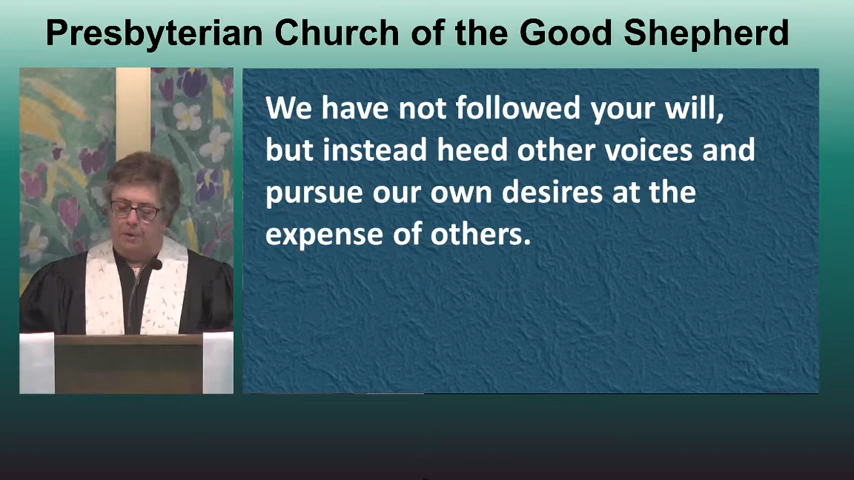 Presbyterian Church of the Good Shepherd
We have not followed your will,
but instead heed other voices and
pursue our own desires at the
expense of others.